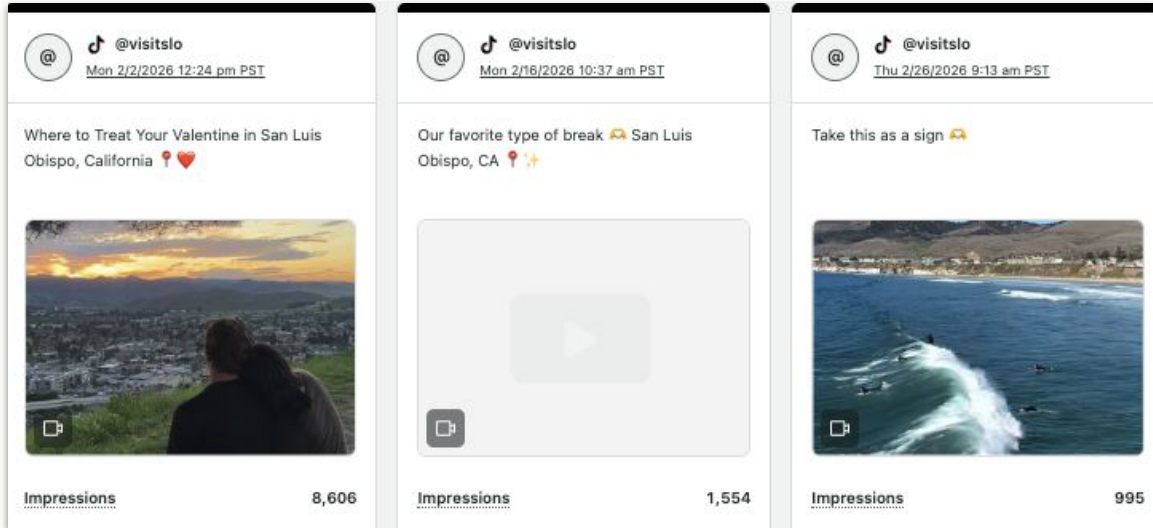 @ @visitslo
Mon 2/2/2026 12:24 pm PST
Where to Treat Your Valentine in San Luis
Obispo, California 📍❤️
Impressions 8,606
@ @visitslo
Mon 2/16/2026 10:37 am PST
Our favorite type of break 🫶 San Luis
Obispo, CA 📍✨
Impressions 1,554
@ @visitslo
Thu 2/26/2026 9:13 am PST
Take this as a sign 🫶
Impressions 995